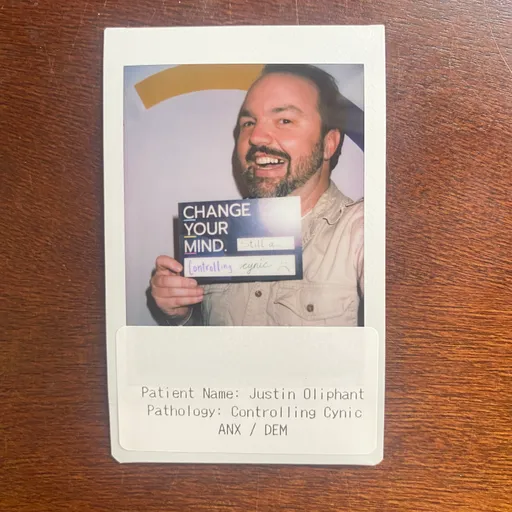 CHANGE
YOUR
MIND.
Still a
Controlling cynic
Patient Name: Justin Oliphant
Pathology: Controlling Cynic
ANX / DEM